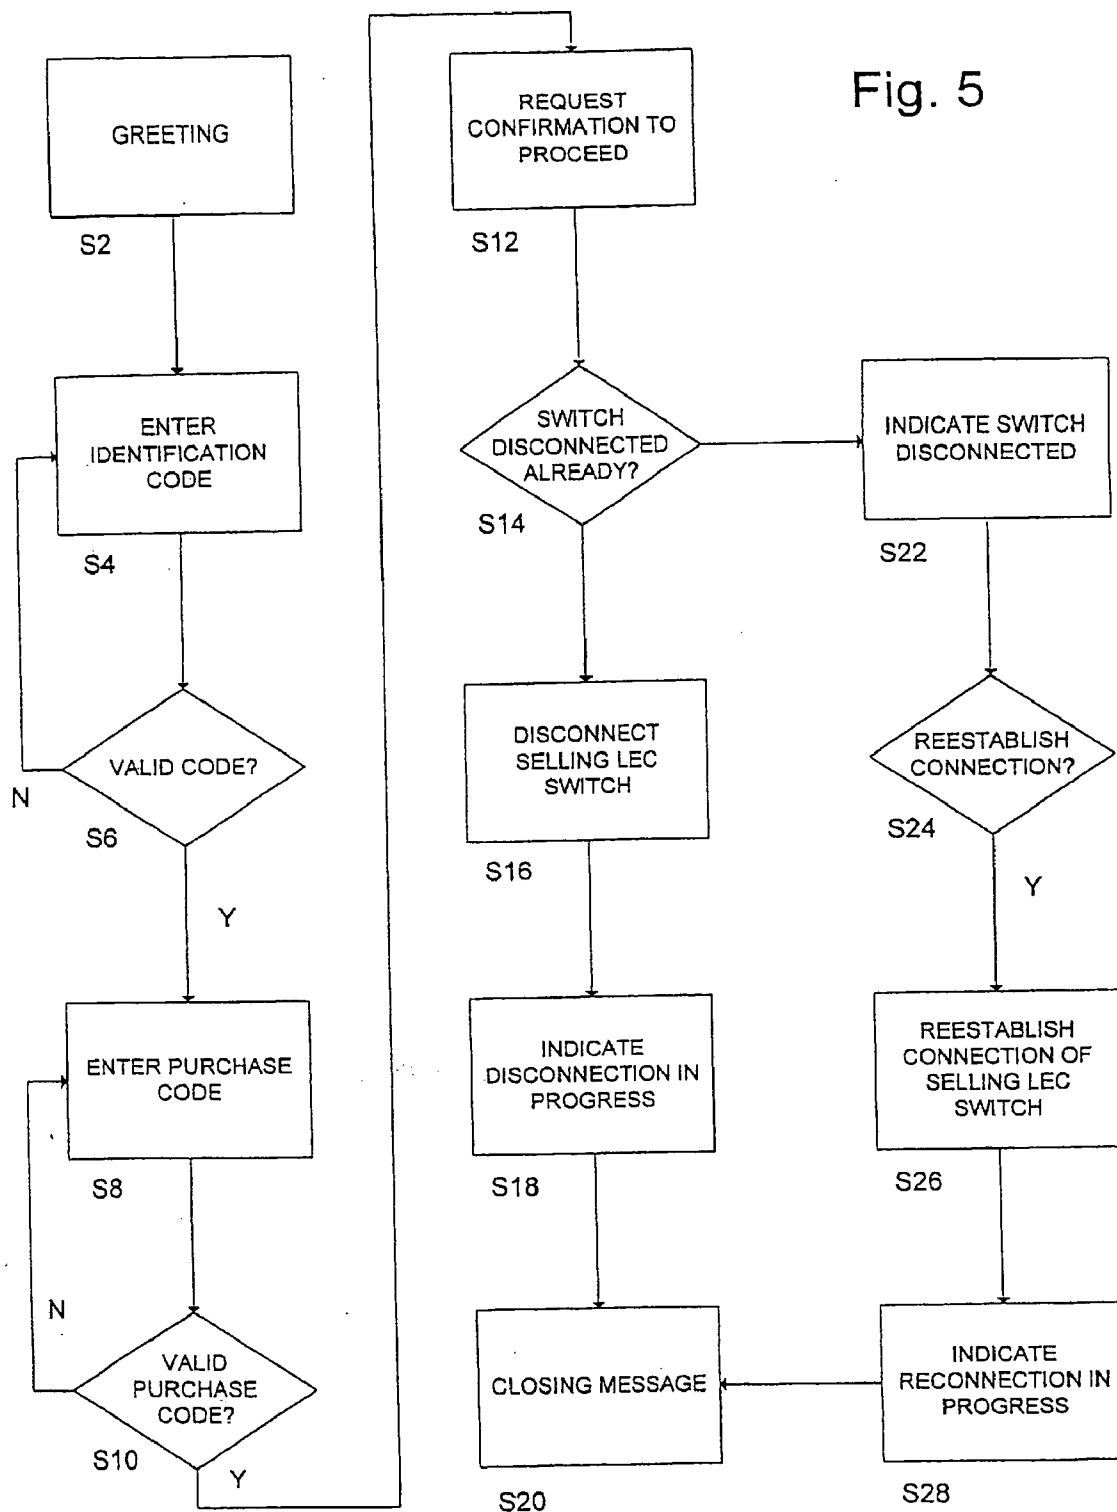 Fig. 5
GREETING
S2
ENTER
IDENTIFICATION
CODE
S4
VALID CODE?
N
S6
Y
ENTER PURCHASE
CODE
S8
N
VALID
PURCHASE
CODE?
S10
Y
REQUEST
CONFIRMATION TO
PROCEED
S12
SWITCH
DISCONNECTED
ALREADY?
S14
DISCONNECT
SELLING LEC
SWITCH
S16
INDICATE
DISCONNECTION IN
PROGRESS
S18
CLOSING MESSAGE
S20
INDICATE SWITCH
DISCONNECTED
S22
REESTABLISH
CONNECTION?
S24
Y
REESTABLISH
CONNECTION OF
SELLING LEC
SWITCH
S26
INDICATE
RECONNECTION IN
PROGRESS
S28